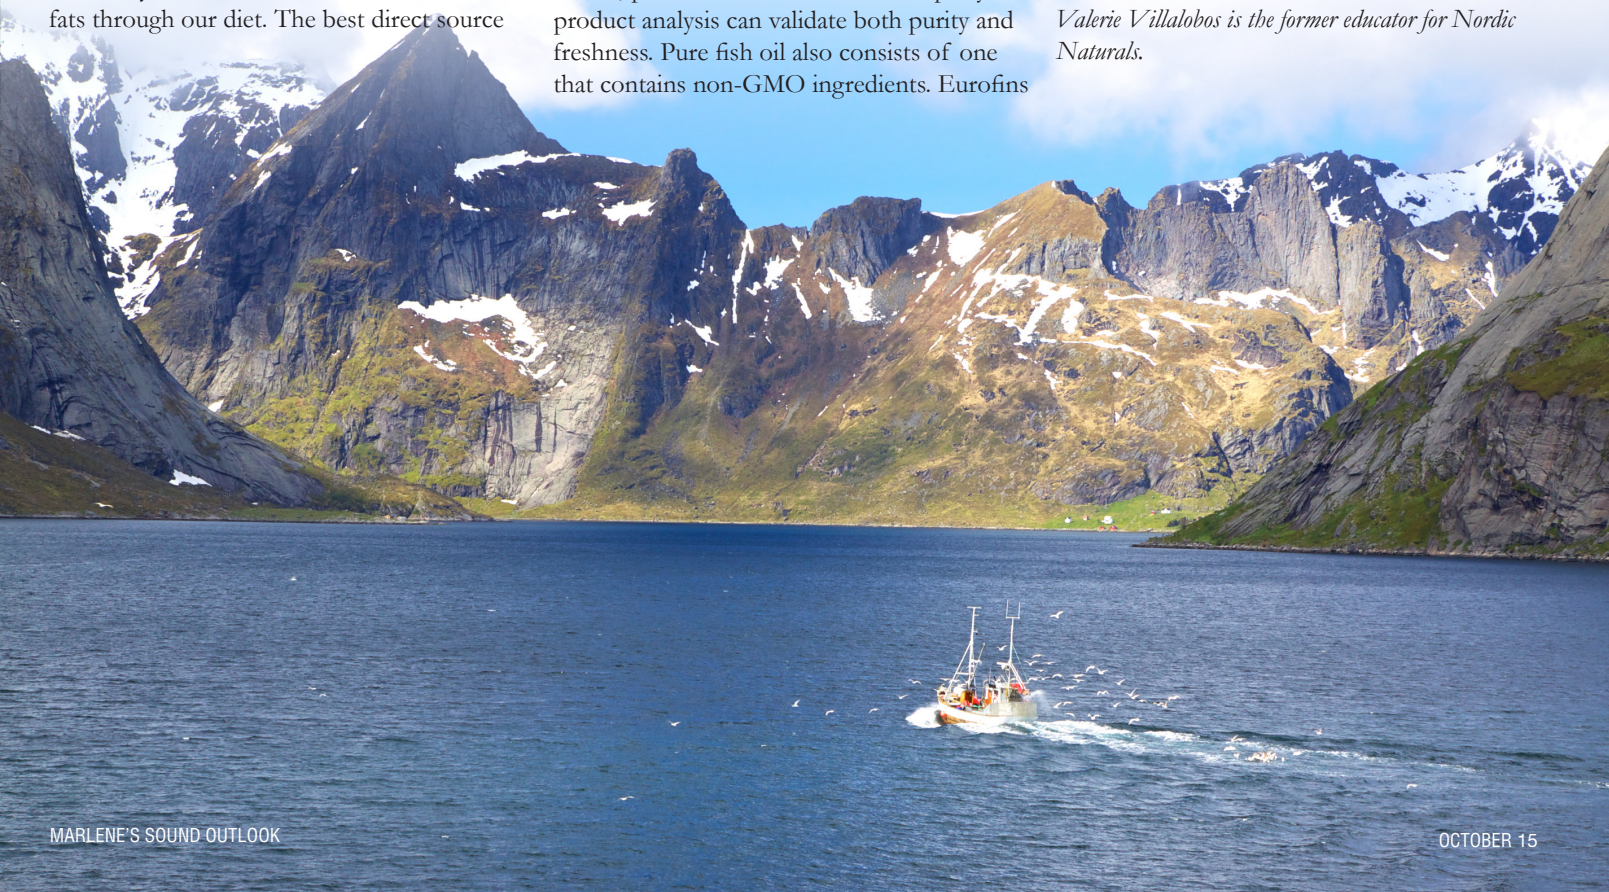 fats through our diet. The best direct source
product analysis can validate both purity and
freshness. Pure fish oil also consists of one
that contains non-GMO ingredients. Eurofins
Valerie Villalobos is the former educator for Nordic
Naturals.
MARLENE'S SOUND OUTLOOK
OCTOBER 15